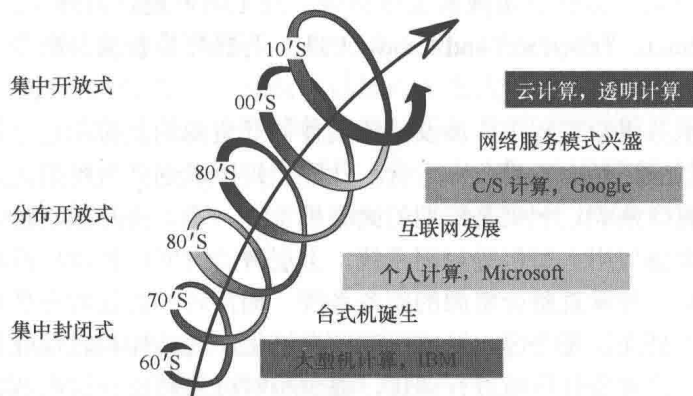 10'S
集中开放式
云计算，透明计算
00'S
网络服务模式兴盛
80'S
C/S 计算，Google
分布开放式
互联网发展
80'S
个人计算，Microsoft
70'S
台式机诞生
集中封闭式
60'S
大型机计算，IBM